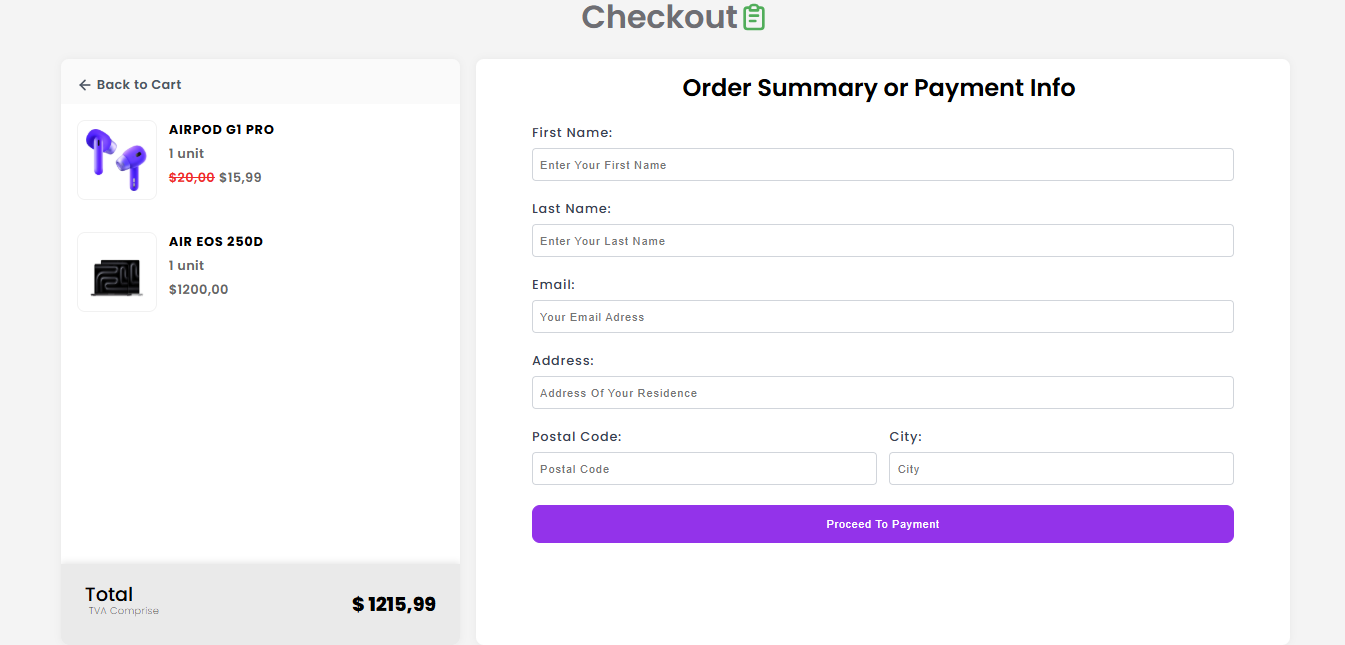 Checkout
Back to Cart
AIRPOD G1 PRO
1 unit
$20,00 $15,99
AIR EOS 250D
1 unit
$1200,00
Total
TVA Comprise
$ 1215,99
Order Summary or Payment Info
First Name:
Enter Your First Name
Last Name:
Enter Your Last Name
Email:
Your Email Adress
Address:
Address Of Your Residence
Postal Code:
Postal Code
City:
City
Proceed To Payment